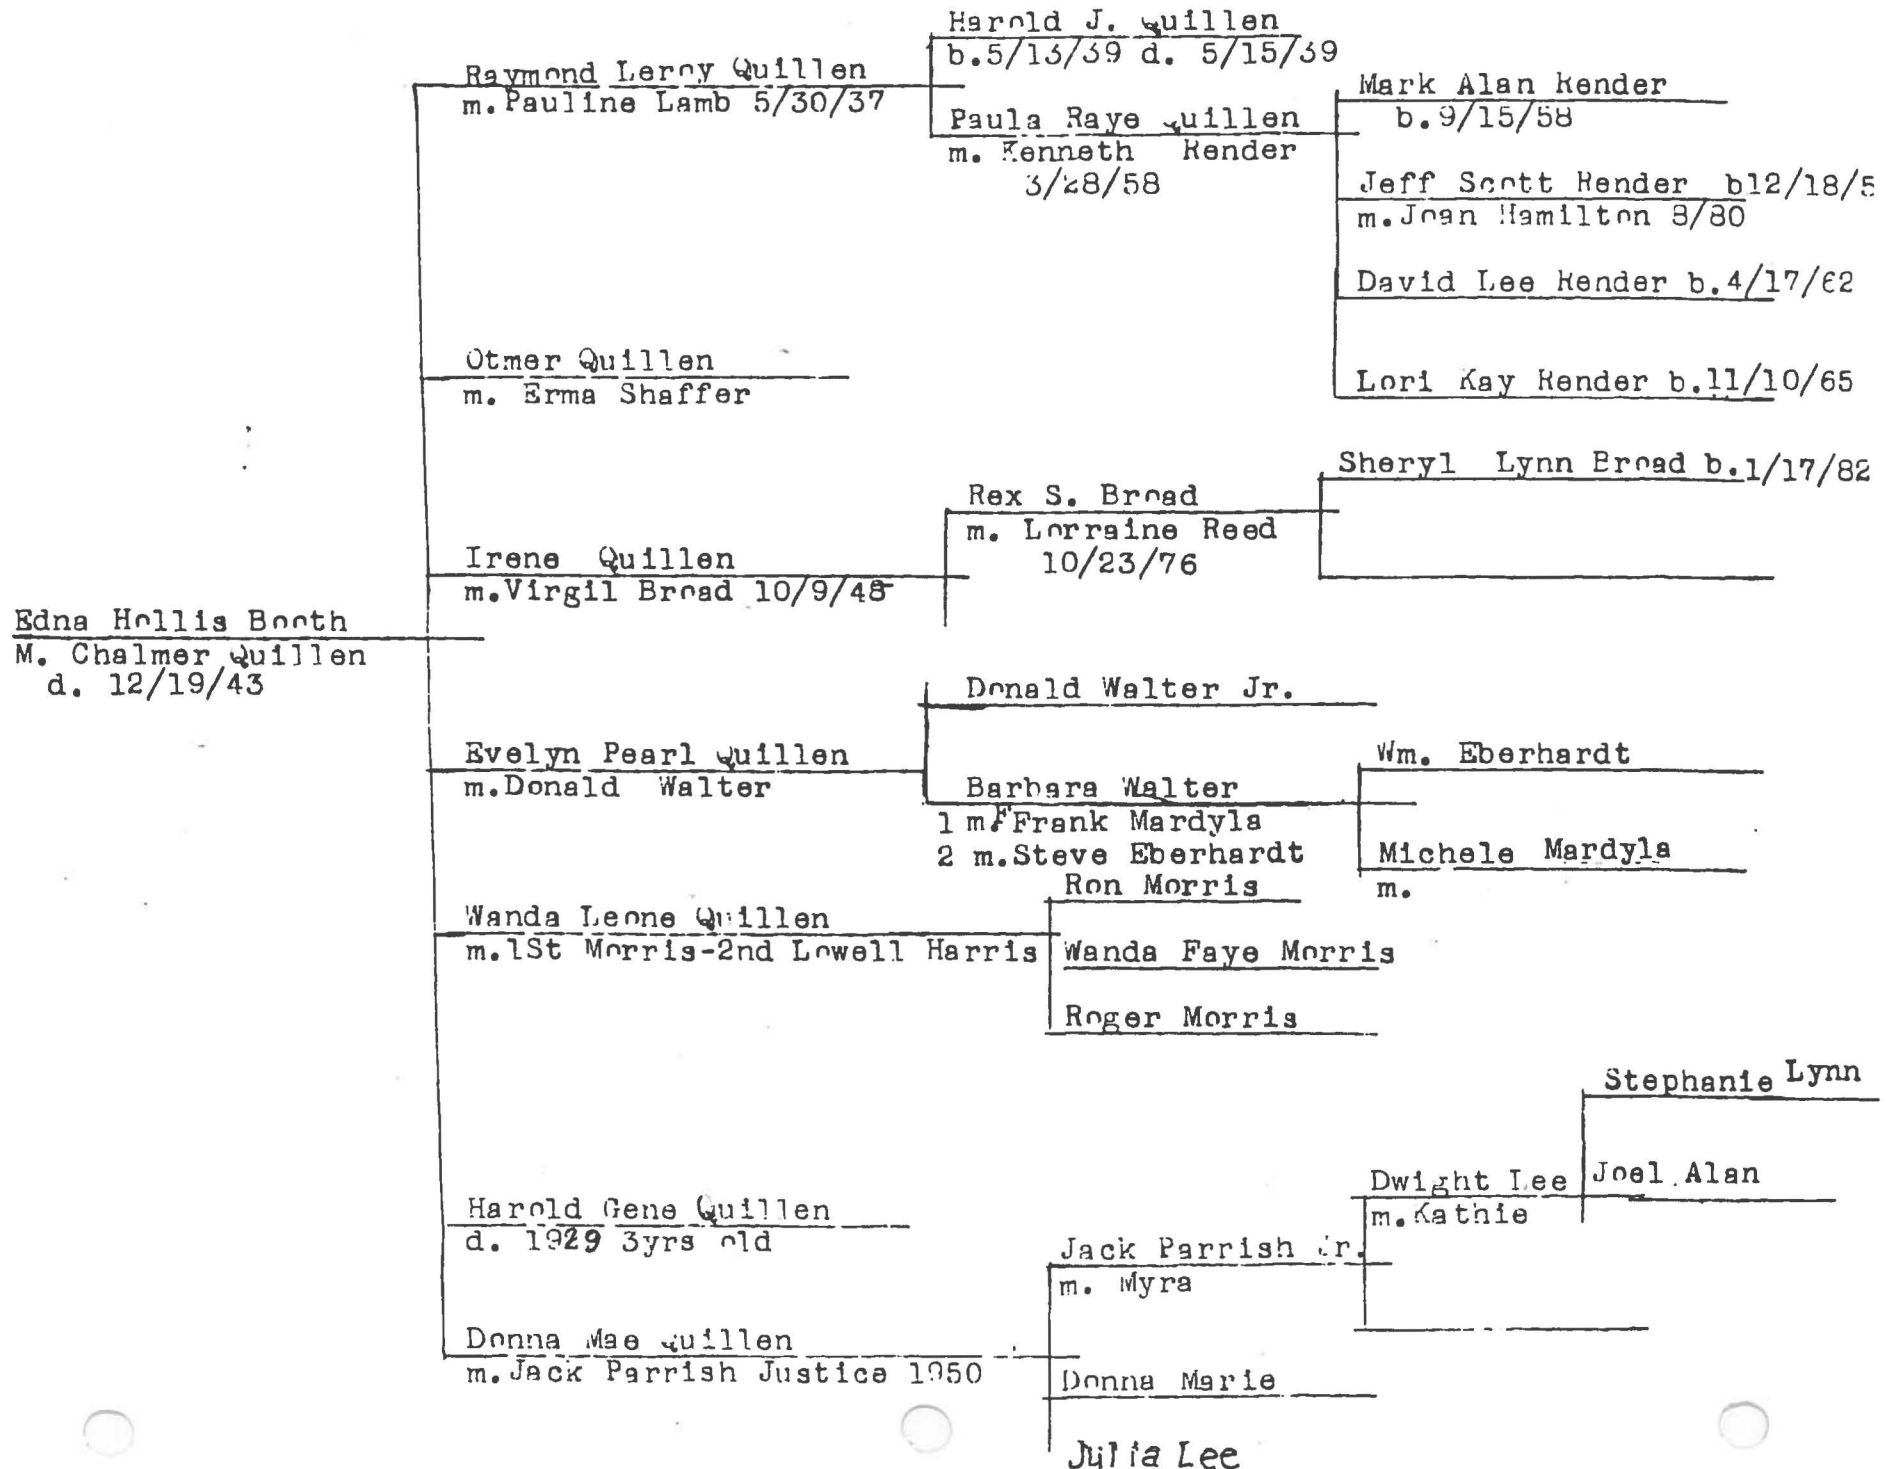 Harold J. Quillen
b.5/13/39 d. 5/15/39
Raymond Leroy Quillen
m.Pauline Lamb 5/30/37
Mark Alan Render
b.9/15/58
Paula Raye Quillen
m. Kenneth Render
3/28/58
Jeff Scott Render b12/18/5
m.Joan Hamilton 8/80
David Lee Render b.4/17/62
Otmer Quillen
m. Erma Shaffer
Lori Kay Render b.11/10/65
Sheryl Lynn Broad b.1/17/82
Rex S. Broad
m. Lorraine Reed
10/23/76
Irene Quillen
m.Virgil Broad 10/9/48
Edna Hollis Booth
M. Chalmer Quillen
d. 12/19/43
Donald Walter Jr.
Evelyn Pearl Quillen
m.Donald Walter
Wm. Eberhardt
Barbara Walter
1 m.Frank Mardyla
2 m.Steve Eberhardt
Michele Mardyla
m.
Ron Morris
Wanda Leone Quillen
m.1St Morris-2nd Lowell Harris
Wanda Faye Morris
Roger Morris
Stephanie Lynn
Dwight Lee
m.Kathie
Joel Alan
Harold Gene Quillen
d. 1929 3yrs old
Jack Parrish Jr.
m. Myra
Donna Mae Quillen
m.Jack Parrish Justice 1950
Donna Marie
Julia Lee